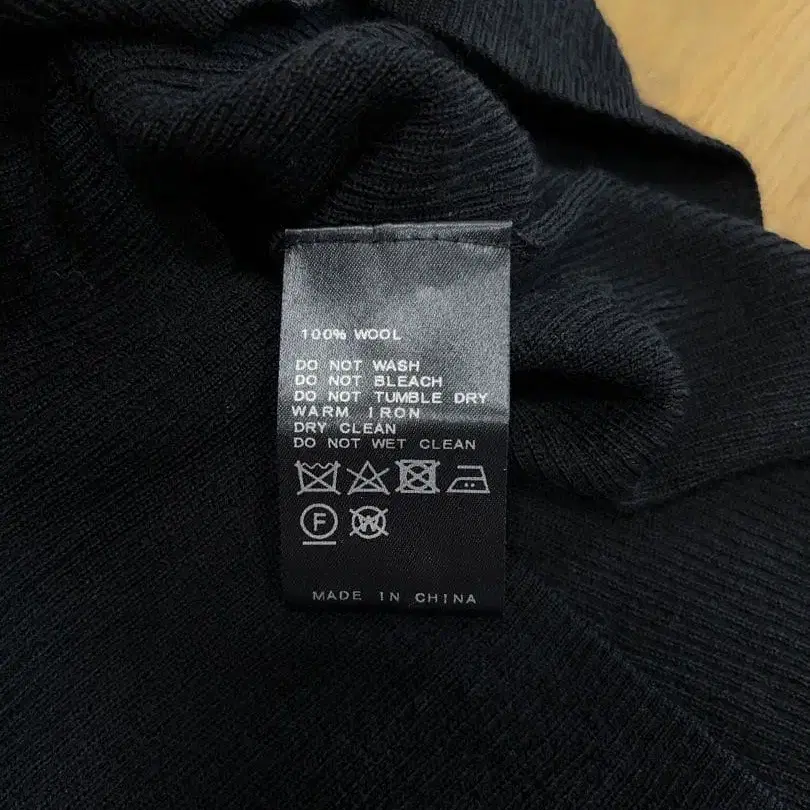 100% WOOL
DO NOT WASH
DO NOT BLEACH
DO NOT TUMBLE DRY
WARM IRON
DRY CLEAN
DO NOT WET CLEAN
F W
MADE IN CHINA